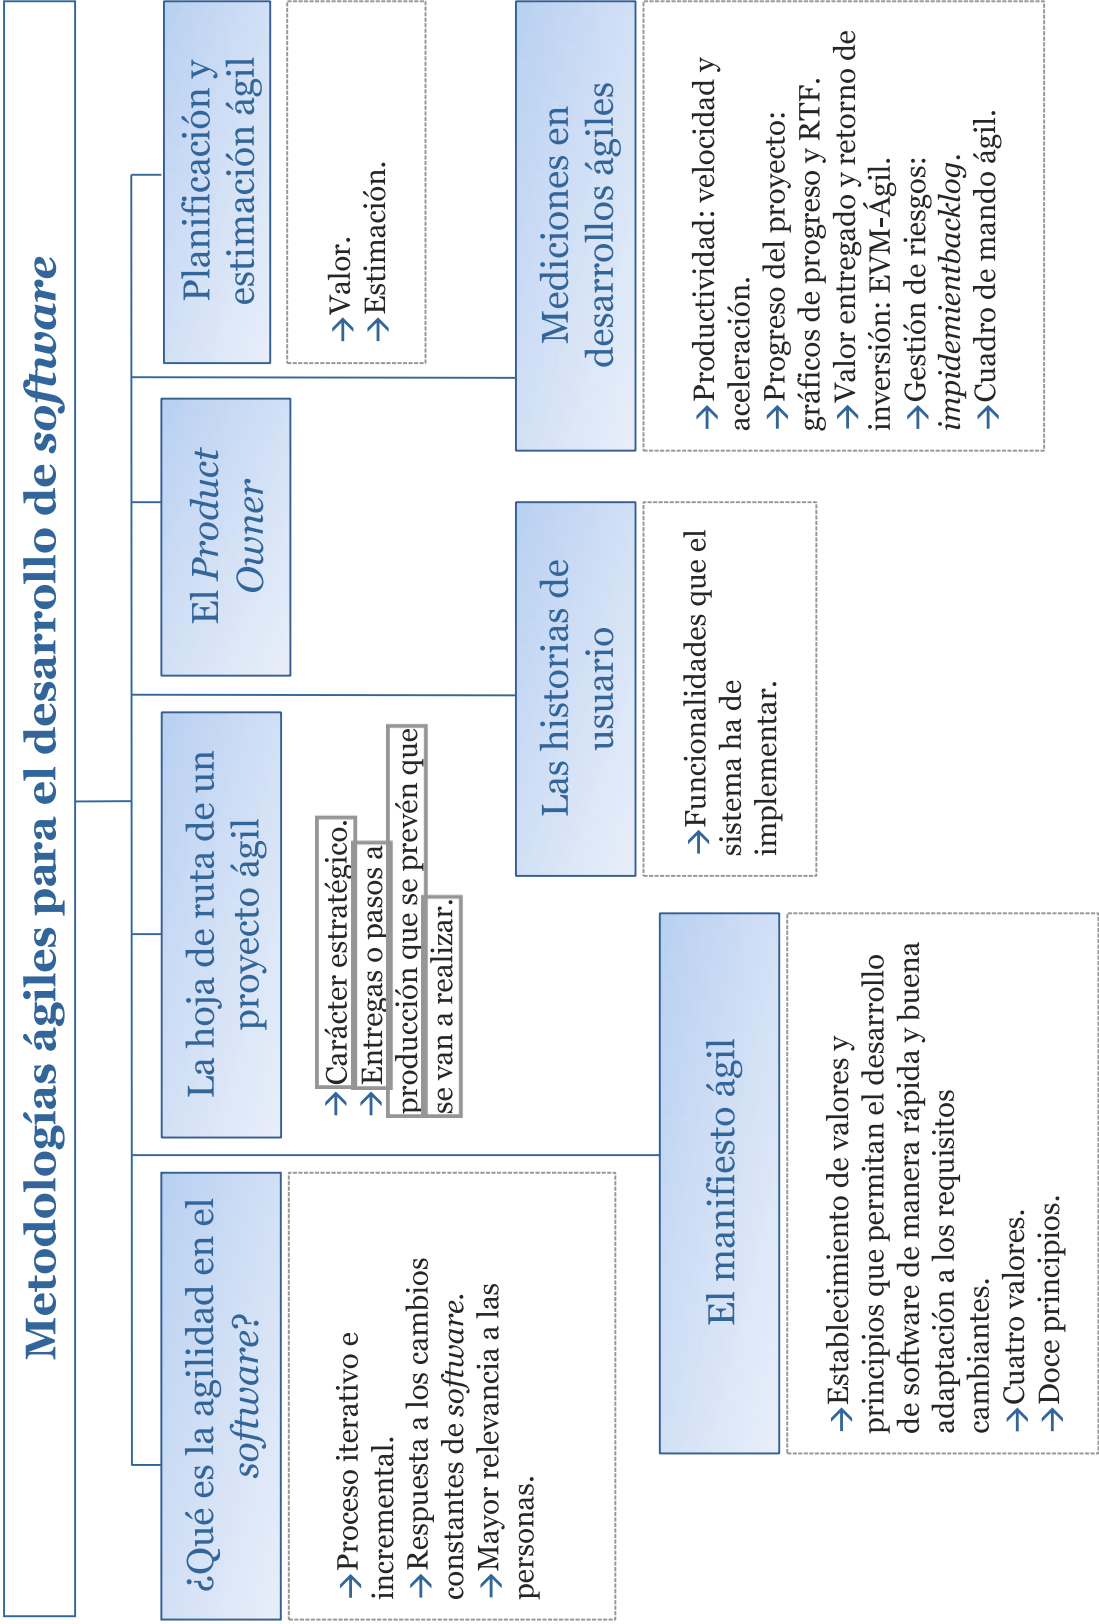 Metodologías ágiles para el desarrollo de software
¿Qué es la agilidad en el
software?
→Proceso iterativo e
incremental.
→Respuesta a los cambios
constantes de software.
→Mayor relevancia a las
personas.
El manifiesto ágil
→Establecimiento de valores y
principios que permitan el desarrollo
de software de manera rápida y buena
adaptación a los requisitos
cambiantes.
→Cuatro valores.
→Doce principios.
La hoja de ruta de un
proyecto ágil
→Carácter estratégico.
→Entregas o pasos a
producción que se prevén que
se van a realizar.
Las historias de
usuario
→Funcionalidades que el
sistema ha de
implementar.
El Product
Owner
Mediciones en
desarrollos ágiles
→Productividad: velocidad y
aceleración.
→Progreso del proyecto:
gráficos de progreso y RTF.
→Valor entregado y retorno de
inversión: EVM-Ágil.
→Gestión de riesgos:
impidemientbacklog.
→Cuadro de mando ágil.
Planificación y
estimación ágil
→Valor.
→Estimación.